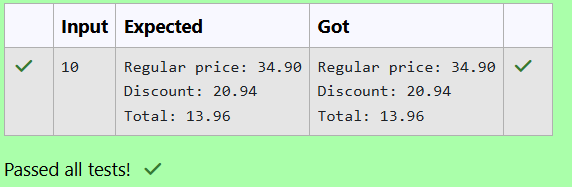 Input Expected Got
10 Regular price: 34.90 Regular price: 34.90
Discount: 20.94 Discount: 20.94
Total: 13.96 Total: 13.96
Passed all tests!